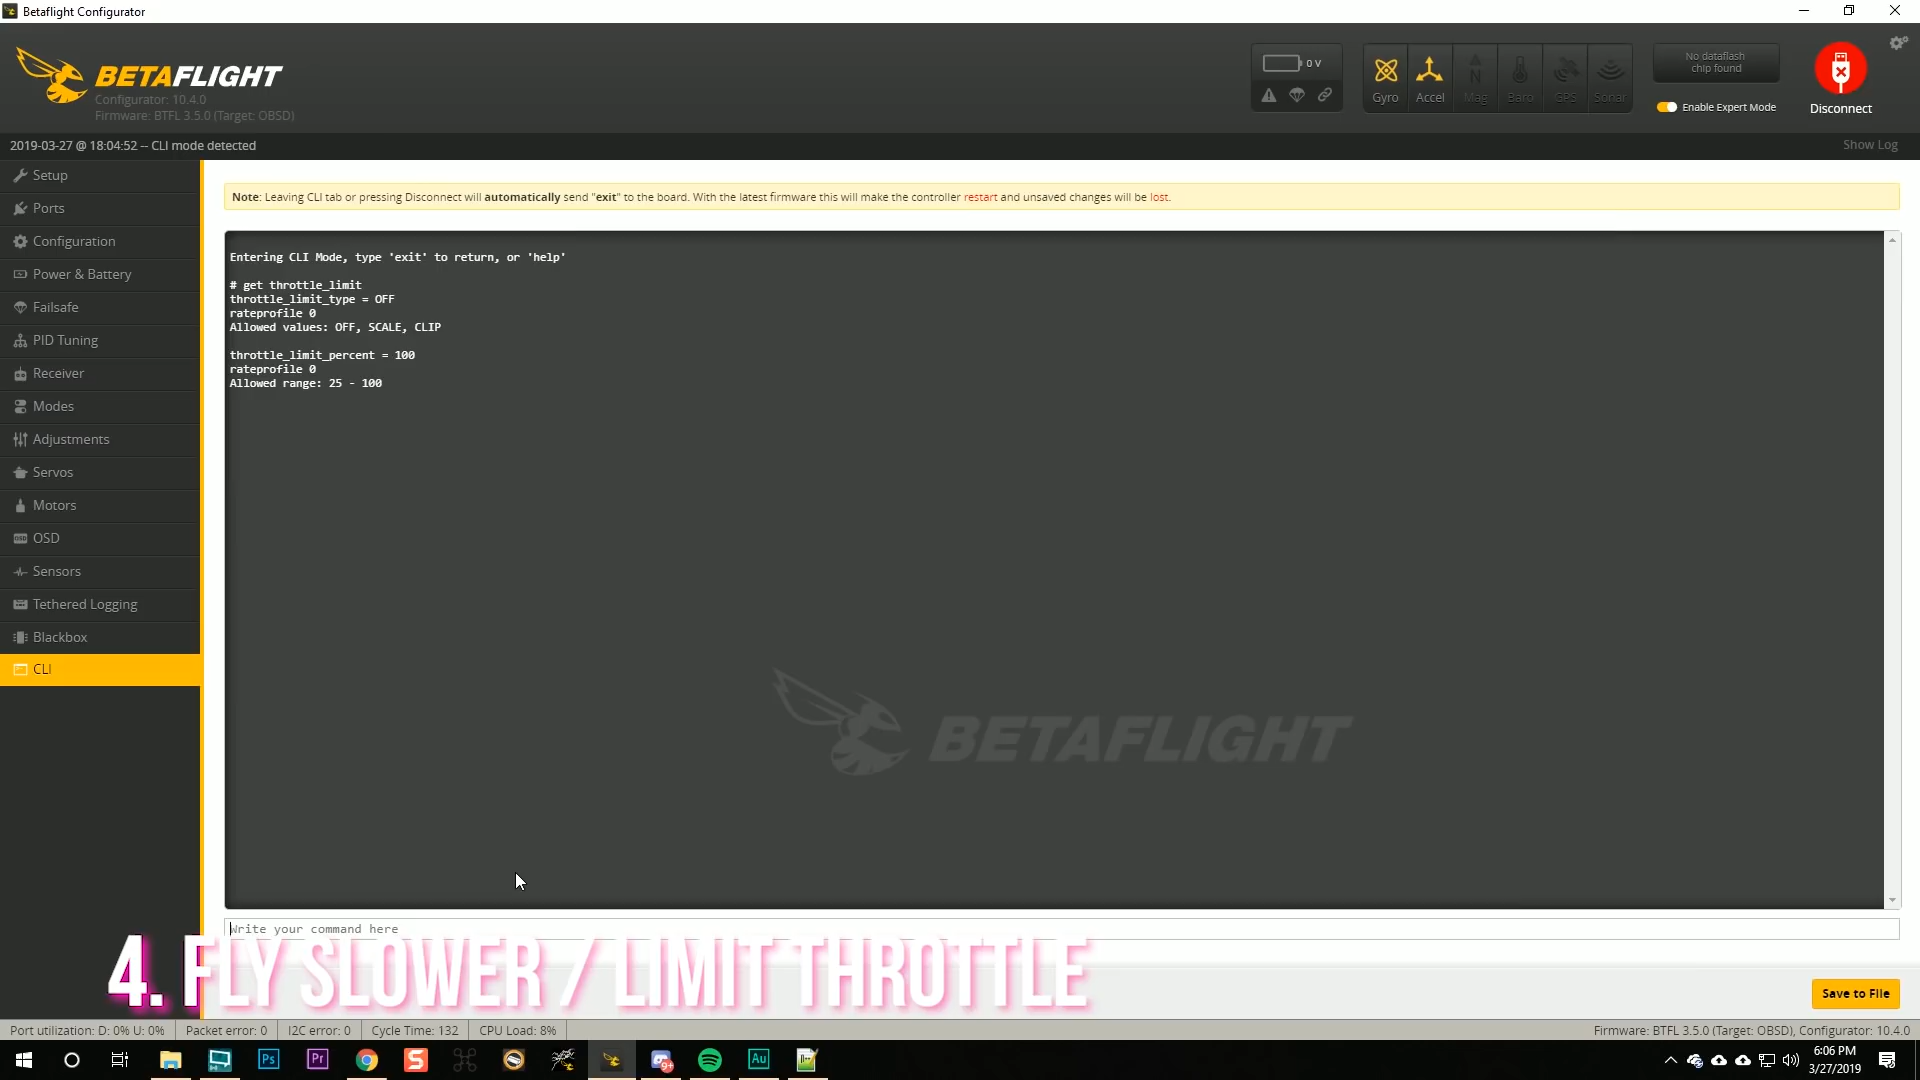 Betaflight Configurator
BETAFLIGHT
Configurator: 10.4.0
Firmware: BTFL 3.5.0 (Target: OBSD)
0 V
Gyro
Accel
Mag
Baro
GPS
Sonar
No dataflash
chip found
Enable Expert Mode
Disconnect
2019-03-27 @ 18:04:52 -- CLI mode detected
Show Log
Setup
Ports
Configuration
Power & Battery
Failsafe
PID Tuning
Receiver
Modes
Adjustments
Servos
Motors
OSD
Sensors
Tethered Logging
Blackbox
CLI
Note: Leaving CLI tab or pressing Disconnect will automatically send "exit" to the board. With the latest firmware this will make the controller restart and unsaved changes will be lost.
Entering CLI Mode, type 'exit' to return, or 'help'
# get throttle_limit
throttle_limit_type = OFF
rateprofile 0
Allowed values: OFF, SCALE, CLIP
throttle_limit_percent = 100
rateprofile 0
Allowed range: 25 - 100
BETAFLIGHT
Write your command here
4. FLY SLOWER / LIMIT THROTTLE
Save to File
Port utilization: D: 0% U: 0%
Packet error: 0
I2C error: 0
Cycle Time: 132
CPU Load: 8%
Firmware: BTFL 3.5.0 (Target: OBSD), Configurator: 10.4.0
Ps
Pr
S
9+
Au
6:06 PM
3/27/2019